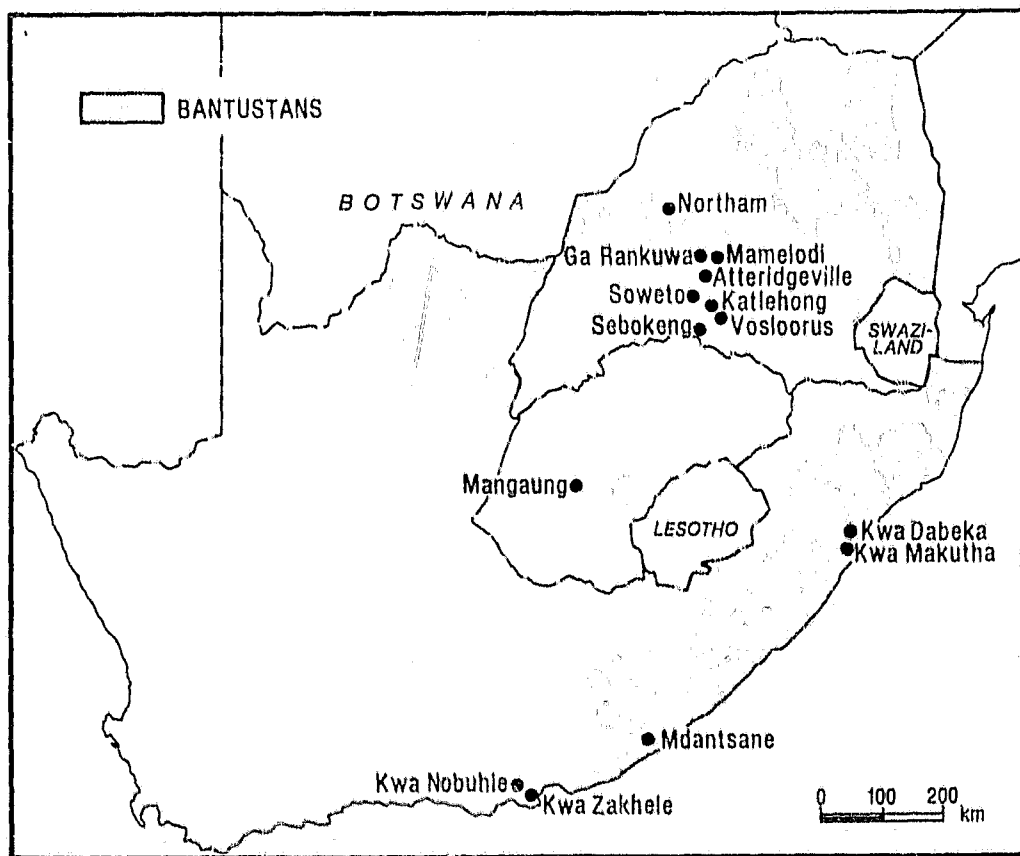 BANTUSTANS
BOTSWANA
Northam
Ga Rankuwa
Mamelodi
Atteridgeville
Soweto
Katlehong
Sebokeng
Vosloorus
SWAZI-
LAND
Mangaung
LESOTHO
Kwa Dabeka
Kwa Makutha
Mdantsane
Kwa Nobuhle
Kwa Zakhele
0 100 200
km